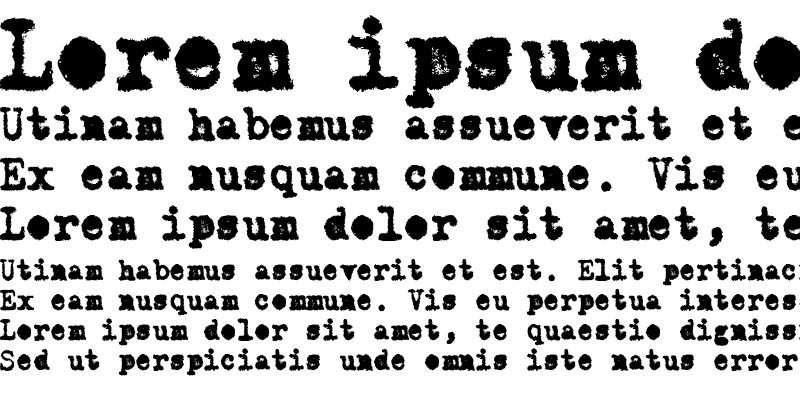 Lorem ipsum do
Utinam habemus assueverit et e
Ex eam nusquam commune. Vis eu
Lorem ipsum dolor sit amet, te
Utinam habemus assueverit et est. Elit pertinaci
Ex eam nusquam commune. Vis eu perpetua interes
Lorem ipsum dolor sit amet, te quaestio digniss
Sed ut perspiciatis unde omnis iste natus error